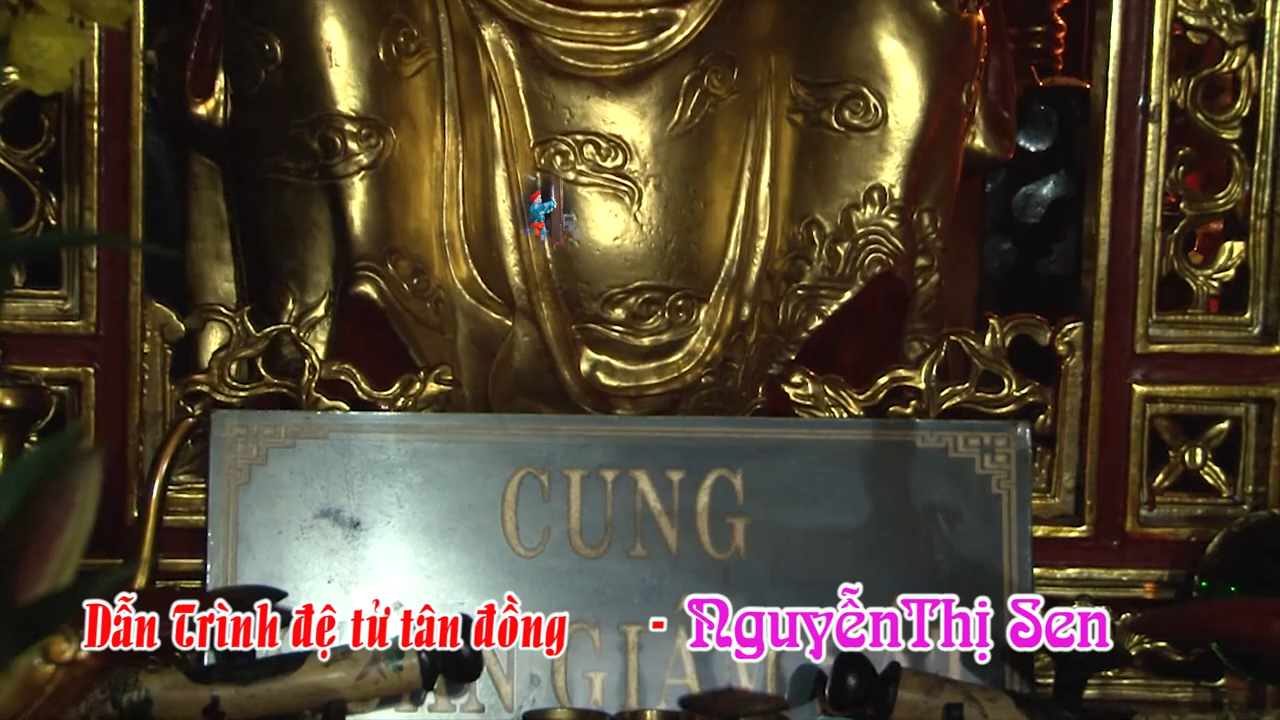 CUNG
Dẫn Trình đệ tử tân đồng - NguyễnThị Sen